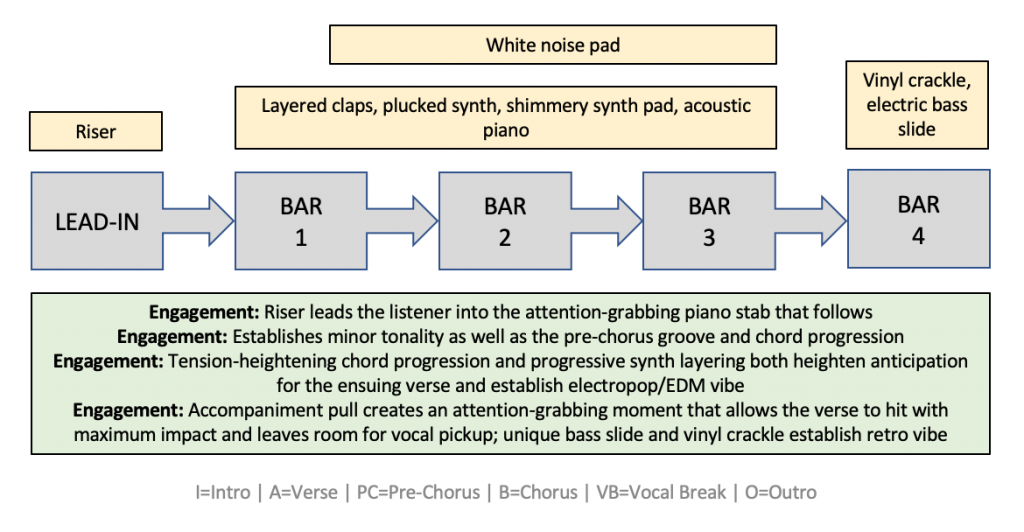 White noise pad
Layered claps, plucked synth, shimmery synth pad, acoustic
piano
Vinyl crackle,
electric bass
slide
Riser
LEAD-IN
BAR
1
BAR
2
BAR
3
BAR
4
Engagement: Riser leads the listener into the attention-grabbing piano stab that follows
Engagement: Establishes minor tonality as well as the pre-chorus groove and chord progression
Engagement: Tension-heightening chord progression and progressive synth layering both heighten anticipation
for the ensuing verse and establish electropop/EDM vibe
Engagement: Accompaniment pull creates an attention-grabbing moment that allows the verse to hit with
maximum impact and leaves room for vocal pickup; unique bass slide and vinyl crackle establish retro vibe
I=Intro | A=Verse | PC=Pre-Chorus | B=Chorus | VB=Vocal Break | O=Outro